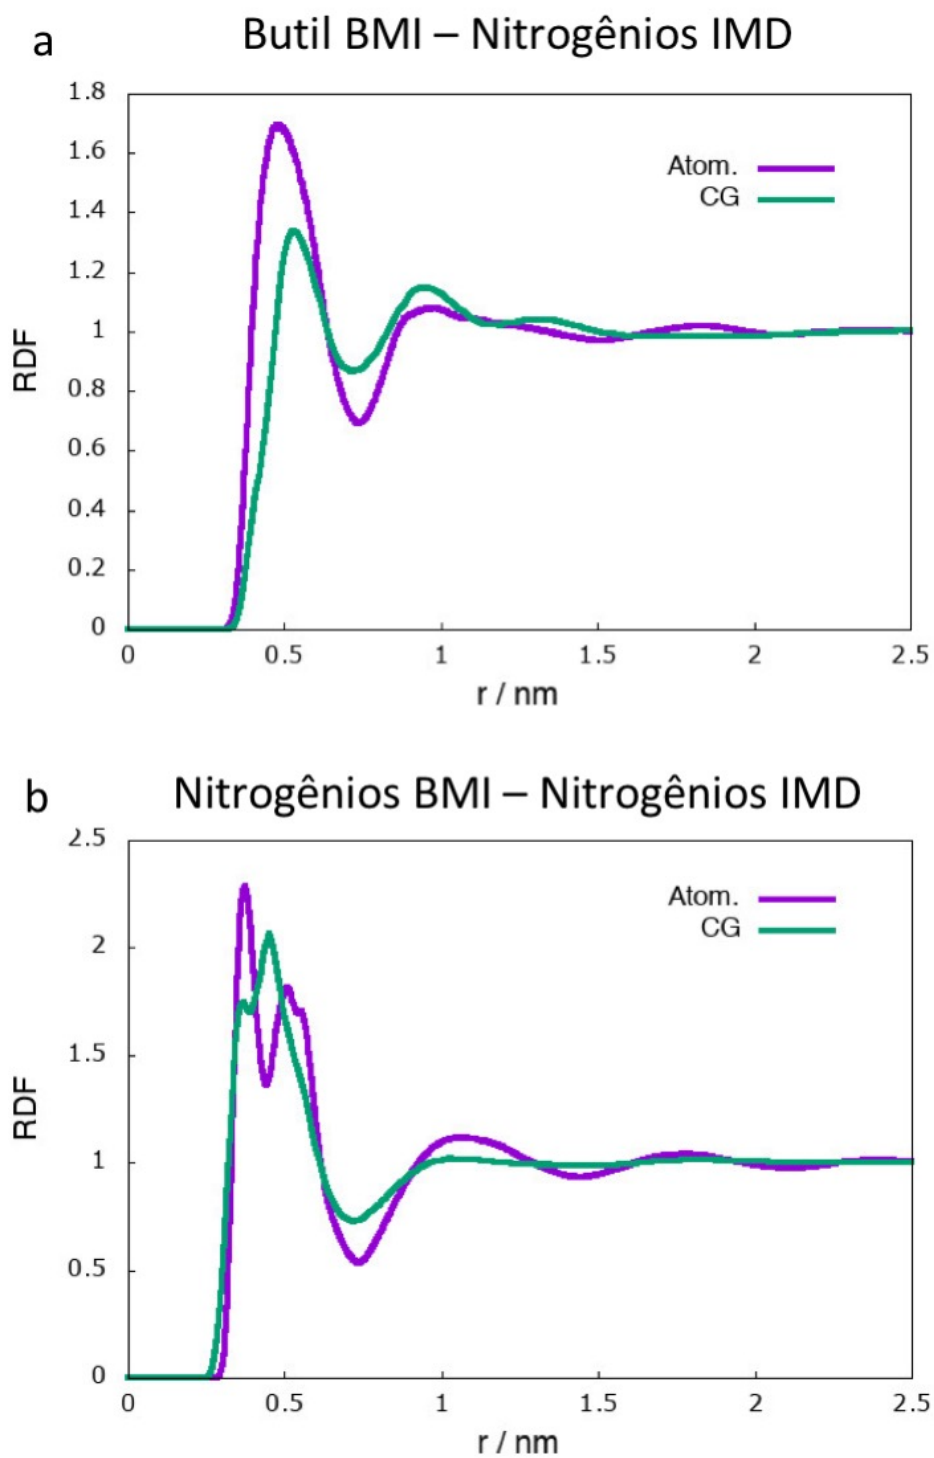 a
Butil BMI – Nitrogênios IMD
1.8
1.6
1.4
1.2
1
0.8
0.6
0.4
0.2
0
RDF
Atom.
CG
0 0.5 1 1.5 2 2.5
r / nm
b
Nitrogênios BMI – Nitrogênios IMD
2.5
2
1.5
1
0.5
0
RDF
Atom.
CG
0 0.5 1 1.5 2 2.5
r / nm